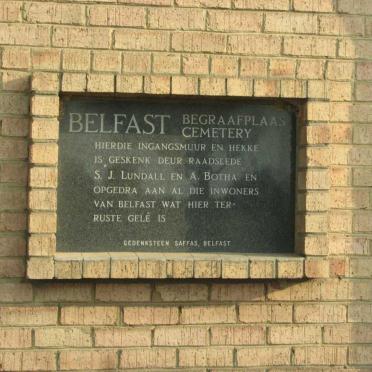 BELFAST BEGRAAFPLAAS
CEMETERY
HIERDIE INGANGSMUUR EN HEKKE
IS GESKENK DEUR RAADSLEDE
S. J. LUNDALL EN A. BOTHA EN
OPGEDRA AAN AL DIE INWONERS
VAN BELFAST WAT HIER TER-
RUSTE GELÊ IS
GEDENKSTEEN SAFFAS, BELFAST